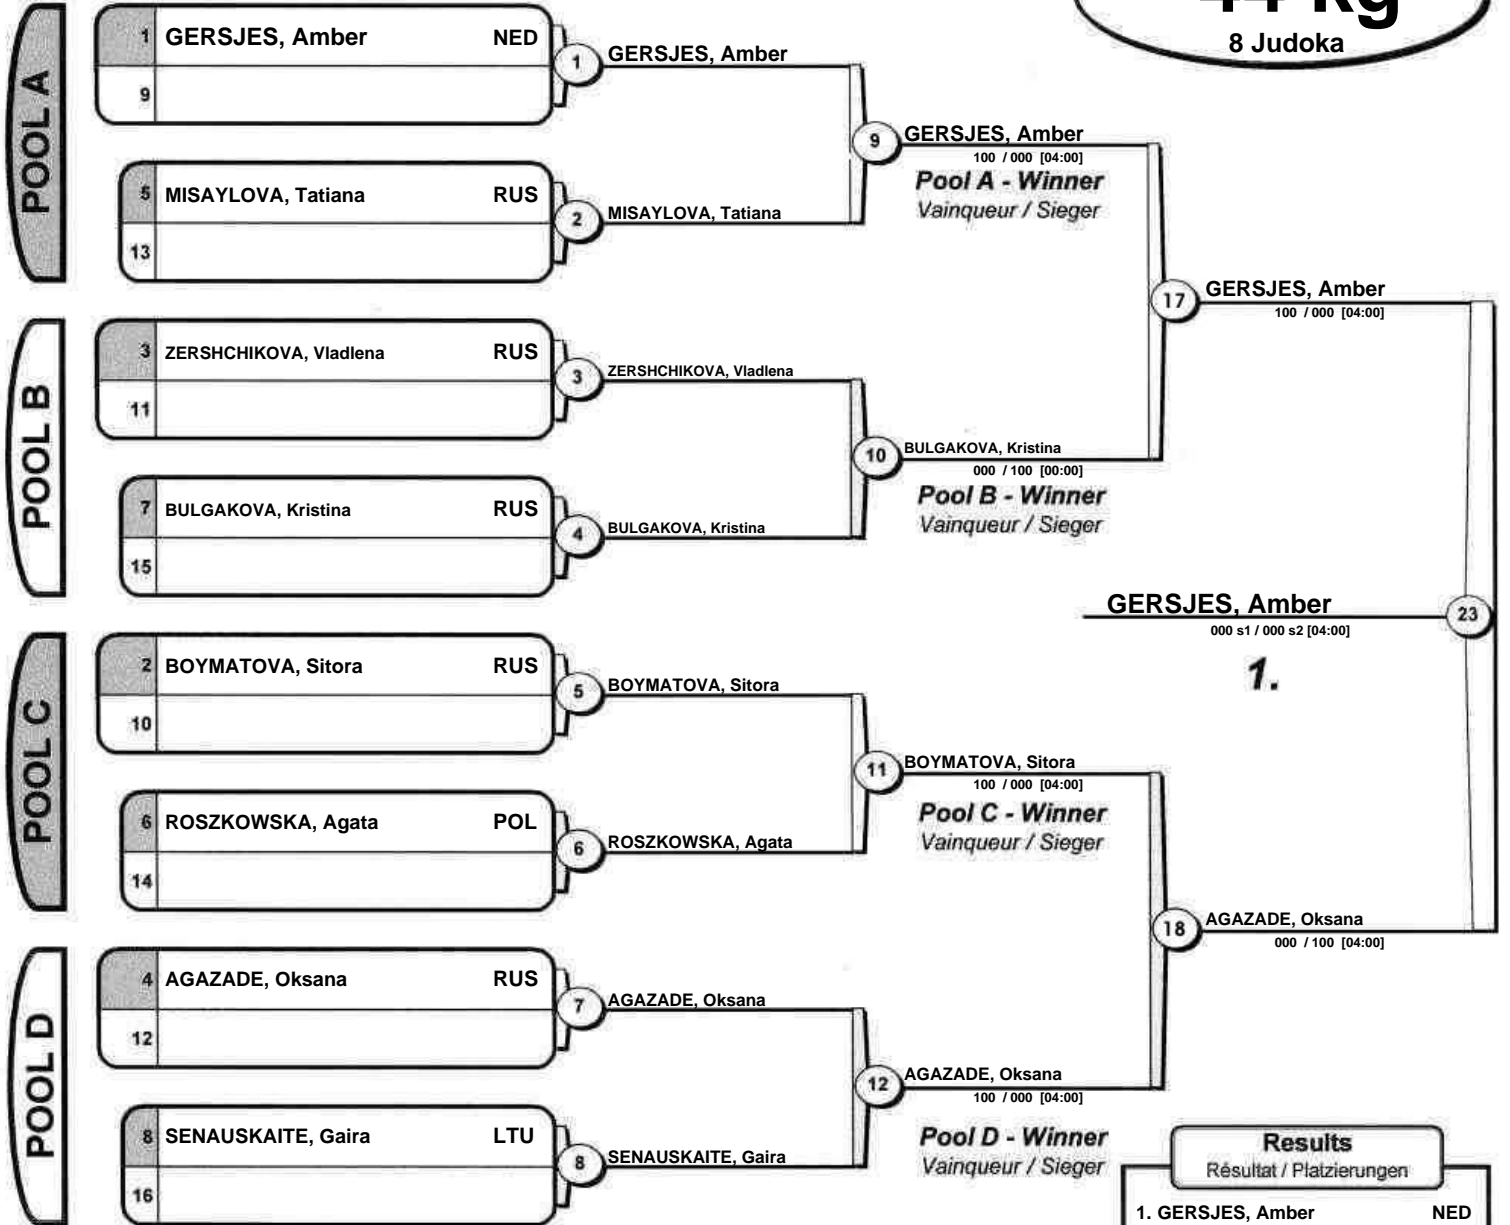 44 kg
8 Judoka
POOL A
1 GERSJES, Amber NED
9
5 MISAYLOVA, Tatiana RUS
13
1 GERSJES, Amber
2 MISAYLOVA, Tatiana
9 GERSJES, Amber
100 / 000 [04:00]
Pool A - Winner
Vainqueur / Sieger
POOL B
3 ZERSHCHIKOVA, Vladlena RUS
11
7 BULGAKOVA, Kristina RUS
15
3 ZERSHCHIKOVA, Vladlena
4 BULGAKOVA, Kristina
10 BULGAKOVA, Kristina
000 / 100 [00:00]
Pool B - Winner
Vainqueur / Sieger
17 GERSJES, Amber
100 / 000 [04:00]
GERSJES, Amber 23
000 s1 / 000 s2 [04:00]
1.
POOL C
2 BOYMATOVA, Sitora RUS
10
6 ROSZKOWSKA, Agata POL
14
5 BOYMATOVA, Sitora
6 ROSZKOWSKA, Agata
11 BOYMATOVA, Sitora
100 / 000 [04:00]
Pool C - Winner
Vainqueur / Sieger
18 AGAZADE, Oksana
000 / 100 [04:00]
POOL D
4 AGAZADE, Oksana RUS
12
8 SENAUSKAITE, Gaira LTU
16
7 AGAZADE, Oksana
8 SENAUSKAITE, Gaira
12 AGAZADE, Oksana
100 / 000 [04:00]
Pool D - Winner
Vainqueur / Sieger
Results
Résultat / Platzierungen
1. GERSJES, Amber NED